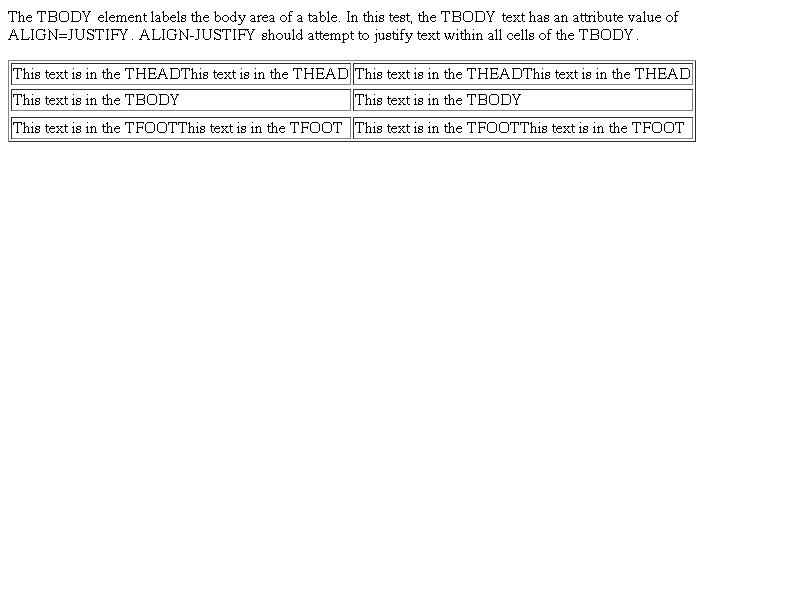 The TBODY element labels the body area of a table. In this test, the TBODY text has an attribute value of
ALIGN=JUSTIFY. ALIGN-JUSTIFY should attempt to justify text within all cells of the TBODY.
This text is in the THEADThis text is in the THEAD This text is in the THEADThis text is in the THEAD
This text is in the TBODY This text is in the TBODY
This text is in the TFOOTThis text is in the TFOOT This text is in the TFOOTThis text is in the TFOOT